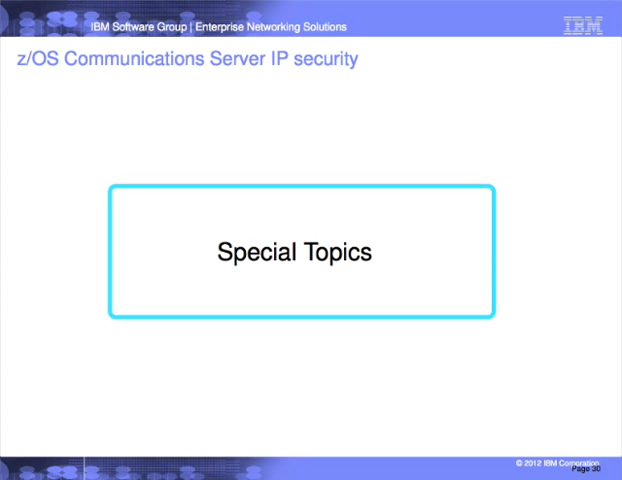 IBM Software Group | Enterprise Networking Solutions
IBM
z/OS Communications Server IP security
Special Topics
© 2012 IBM Corporation
Page 30